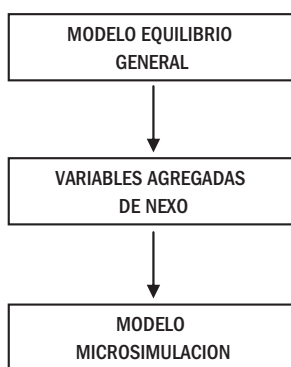 MODELO EQUILIBRIO
GENERAL
VARIABLES AGREGADAS
DE NEXO
MODELO
MICROSIMULACION